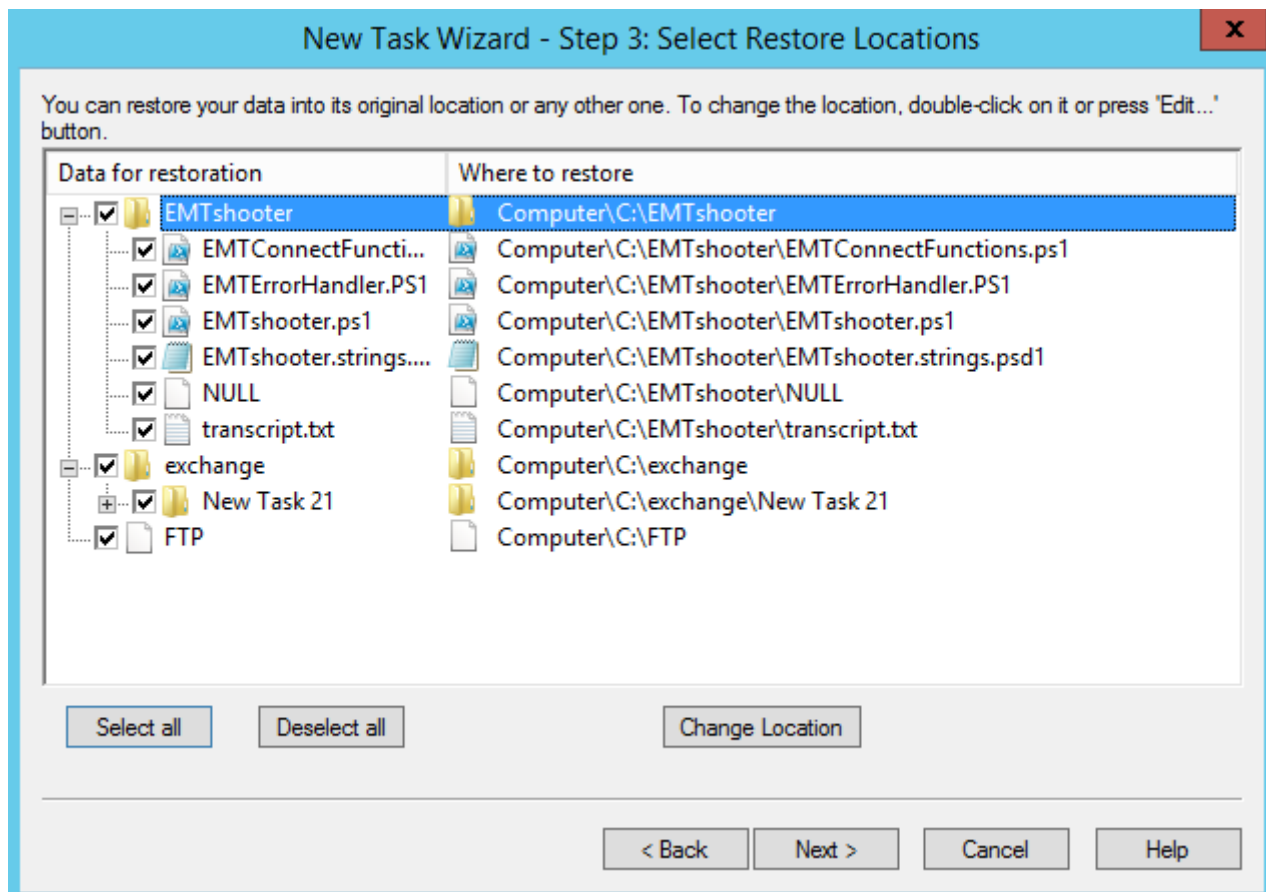 New Task Wizard - Step 3: Select Restore Locations
x
You can restore your data into its original location or any other one. To change the location, double-click on it or press 'Edit...'
button.
Data for restoration Where to restore
EMTshooter Computer\C:\EMTshooter
EMTConnectFuncti... Computer\C:\EMTshooter\EMTConnectFunctions.ps1
EMTErrorHandler.PS1 Computer\C:\EMTshooter\EMTErrorHandler.PS1
EMTshooter.ps1 Computer\C:\EMTshooter\EMTshooter.ps1
EMTshooter.strings.... Computer\C:\EMTshooter\EMTshooter.strings.psd1
NULL Computer\C:\EMTshooter\NULL
transcript.txt Computer\C:\EMTshooter\transcript.txt
exchange Computer\C:\exchange
New Task 21 Computer\C:\exchange\New Task 21
FTP Computer\C:\FTP
Select all Deselect all Change Location
< Back Next > Cancel Help